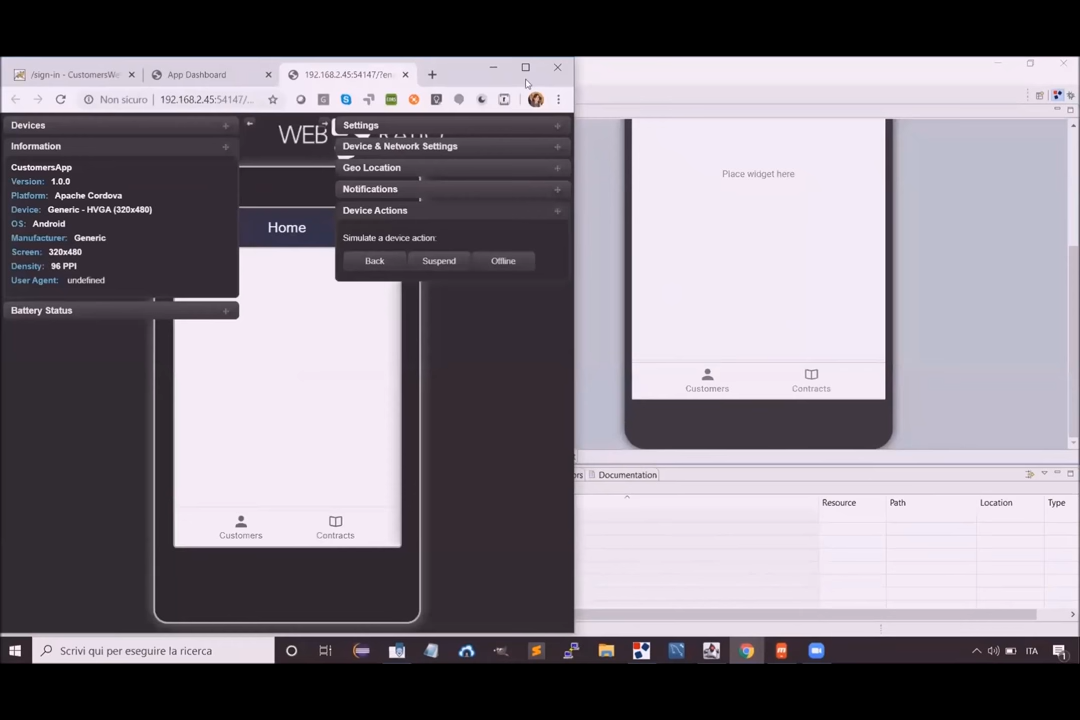 /sign-in - CustomersWe
App Dashboard
192.168.2.45:54147/?en
Non sicuro
192.168.2.45:54147/...
Devices
Information
CustomersApp
Version: 1.0.0
Platform: Apache Cordova
Device: Generic - HVGA (320x480)
OS: Android
Manufacturer: Generic
Screen: 320x480
Density: 96 PPI
User Agent: undefined
Battery Status
WEB
Home
Customers
Contracts
Settings
Device & Network Settings
Geo Location
Notifications
Device Actions
Simulate a device action:
Back
Suspend
Offline
Place widget here
Customers
Contracts
Documentation
Resource
Path
Location
Type
Scrivi qui per eseguire la ricerca
ITA